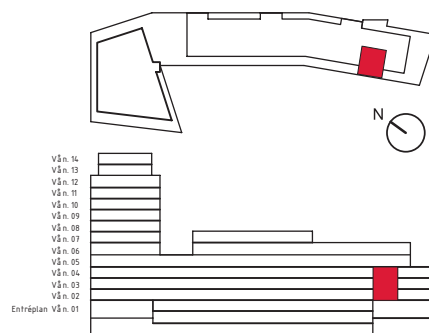 N
Vån. 14
Vån. 13
Vån. 12
Vån. 11
Vån. 10
Vån. 09
Vån. 08
Vån. 07
Vån. 06
Vån. 05
Vån. 04
Vån. 03
Vån. 02
Entréplan Vån. 01